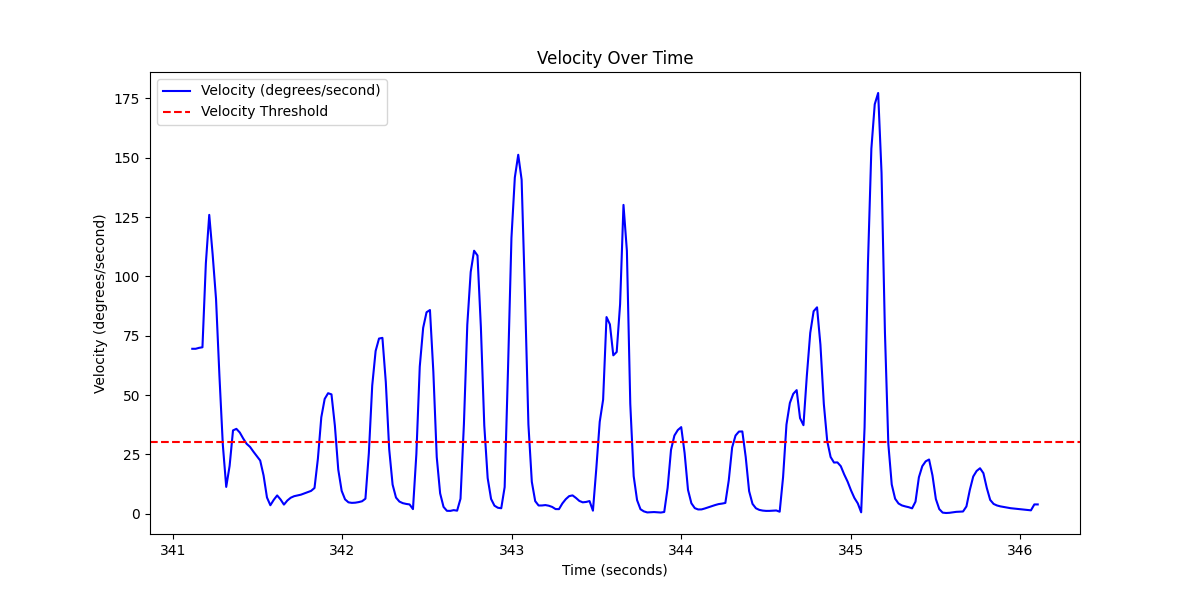 Velocity Over Time
Velocity (degrees/second)
Velocity Threshold
Velocity (degrees/second)
175
150
125
100
75
50
25
0
341
342
343
344
345
346
Time (seconds)